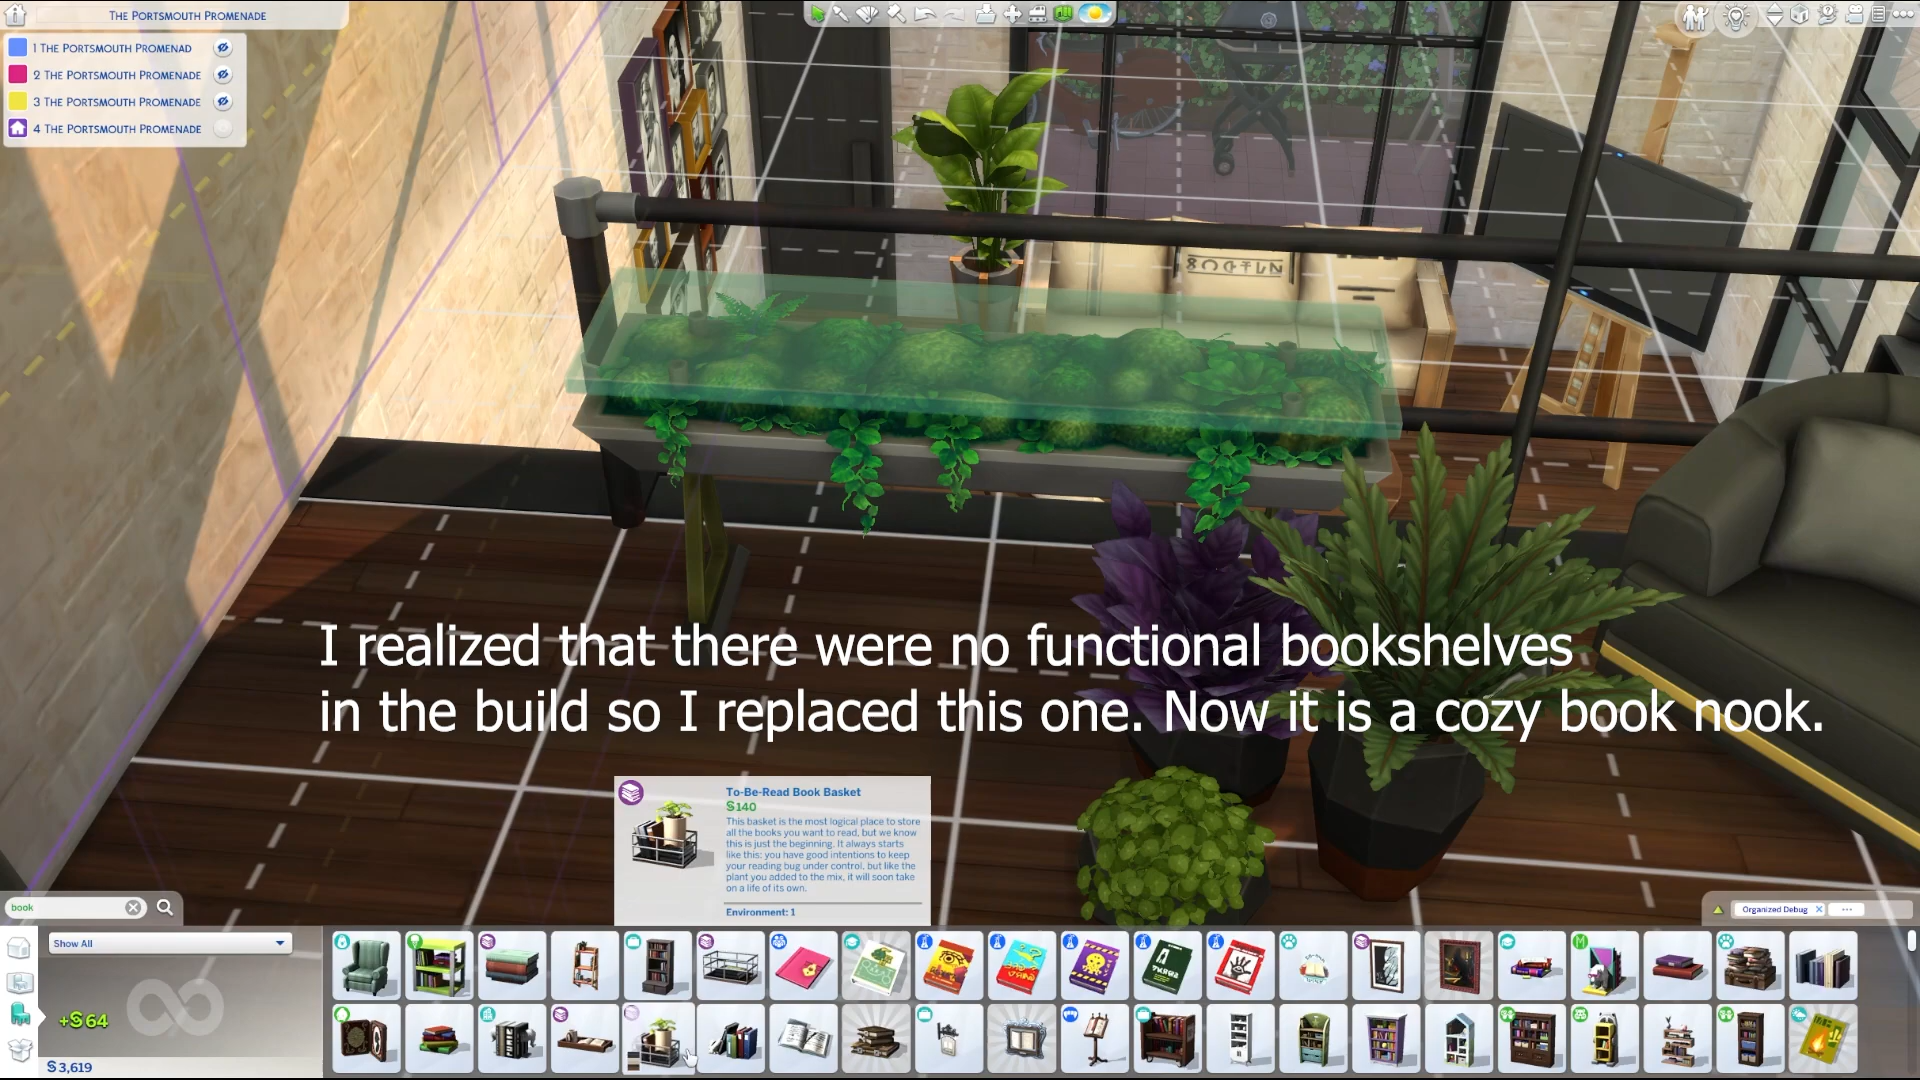 THE PORTSMOUTH PROMENADE
1 THE PORTSMOUTH PROMENAD
2 THE PORTSMOUTH PROMENADE
3 THE PORTSMOUTH PROMENADE
4 THE PORTSMOUTH PROMENADE
I realized that there were no functional bookshelves
in the build so I replaced this one. Now it is a cozy book nook.
To-Be-Read Book Basket
§140
This basket is the most logical place to store
all the books you want to read, but we know
this is just the beginning. It always starts
like this: you have good intentions to keep
your reading bug under control, but like the
plant you added to the mix, it will soon take
on a life of its own.
Environment: 1
book
Organized Debug
Show All
+§64
§3,619